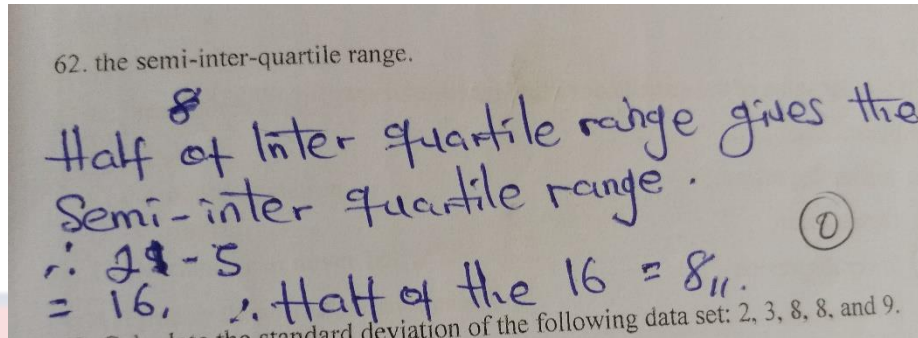 62. the semi-inter-quartile range.
8
Half of Inter quartile range gives the
Semi-inter quartile range.
0
∴ 21-5
= 16, ∴ Half of the 16 = 8,,.
the standard deviation of the following data set: 2, 3, 8, 8, and 9.